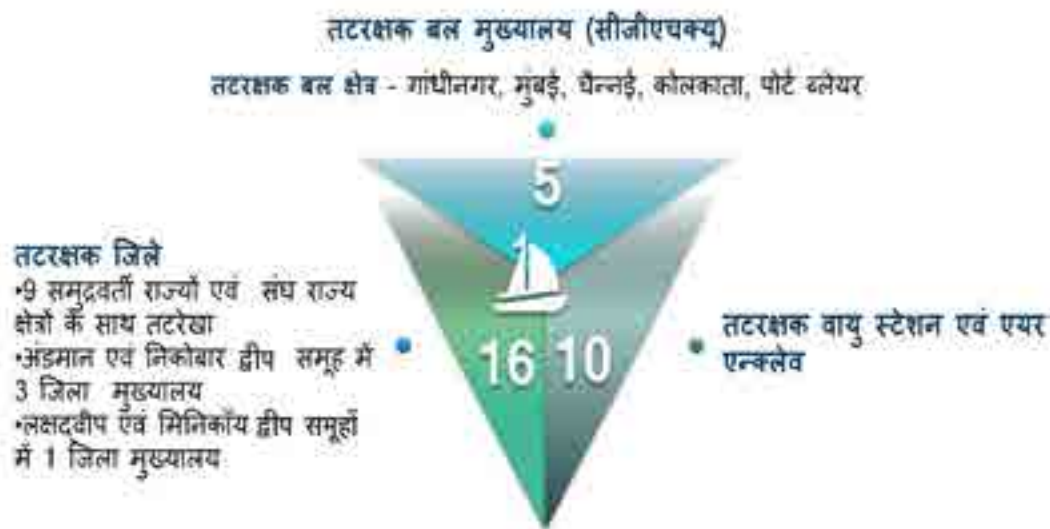 तटरक्षक बल मुख्यालय (सीजीएचक्यू)
तटरक्षक बल क्षेत्र - गांधीनगर, मुंबई, चैन्नई, कोलकाता, पोर्ट ब्लेयर
5
तटरक्षक जिले
•9 समुद्रवर्ती राज्यों एवं संघ राज्य
क्षेत्रों के साथ तटरेखा
•अंडमान एवं निकोबार द्वीप समूह में
3 जिला मुख्यालय
•लक्षद्वीप एवं मिनिकॉय द्वीप समूहों
में 1 जिला मुख्यालय
16
10
तटरक्षक वायु स्टेशन एवं एयर
एन्क्लेव